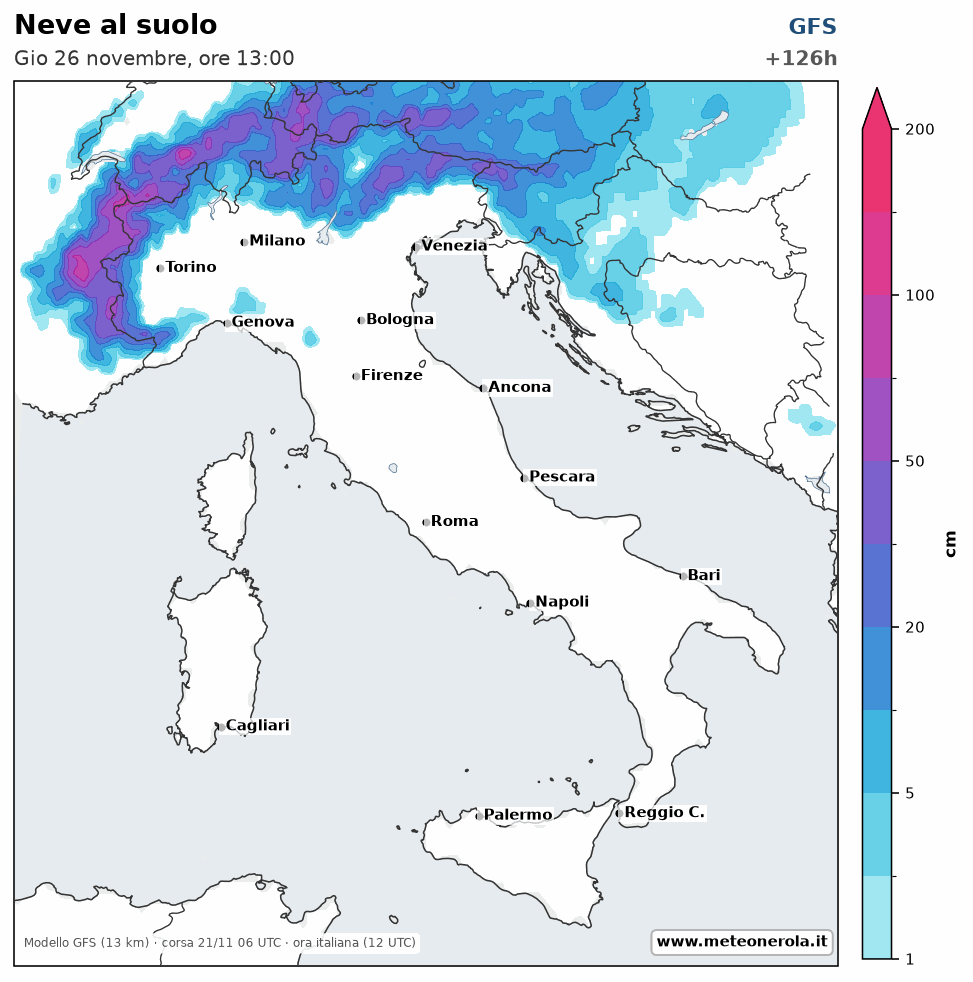 Neve al suolo
GFS
Gio 26 novembre, ore 13:00
+126h
200
100
50
20
5
1
cm
Milano
Venezia
Torino
Genova
Bologna
Firenze
Ancona
Pescara
Roma
Bari
Napoli
Cagliari
Palermo
Reggio C.
Modello GFS (13 km) · corsa 21/11 06 UTC · ora italiana (12 UTC)
www.meteonerola.it